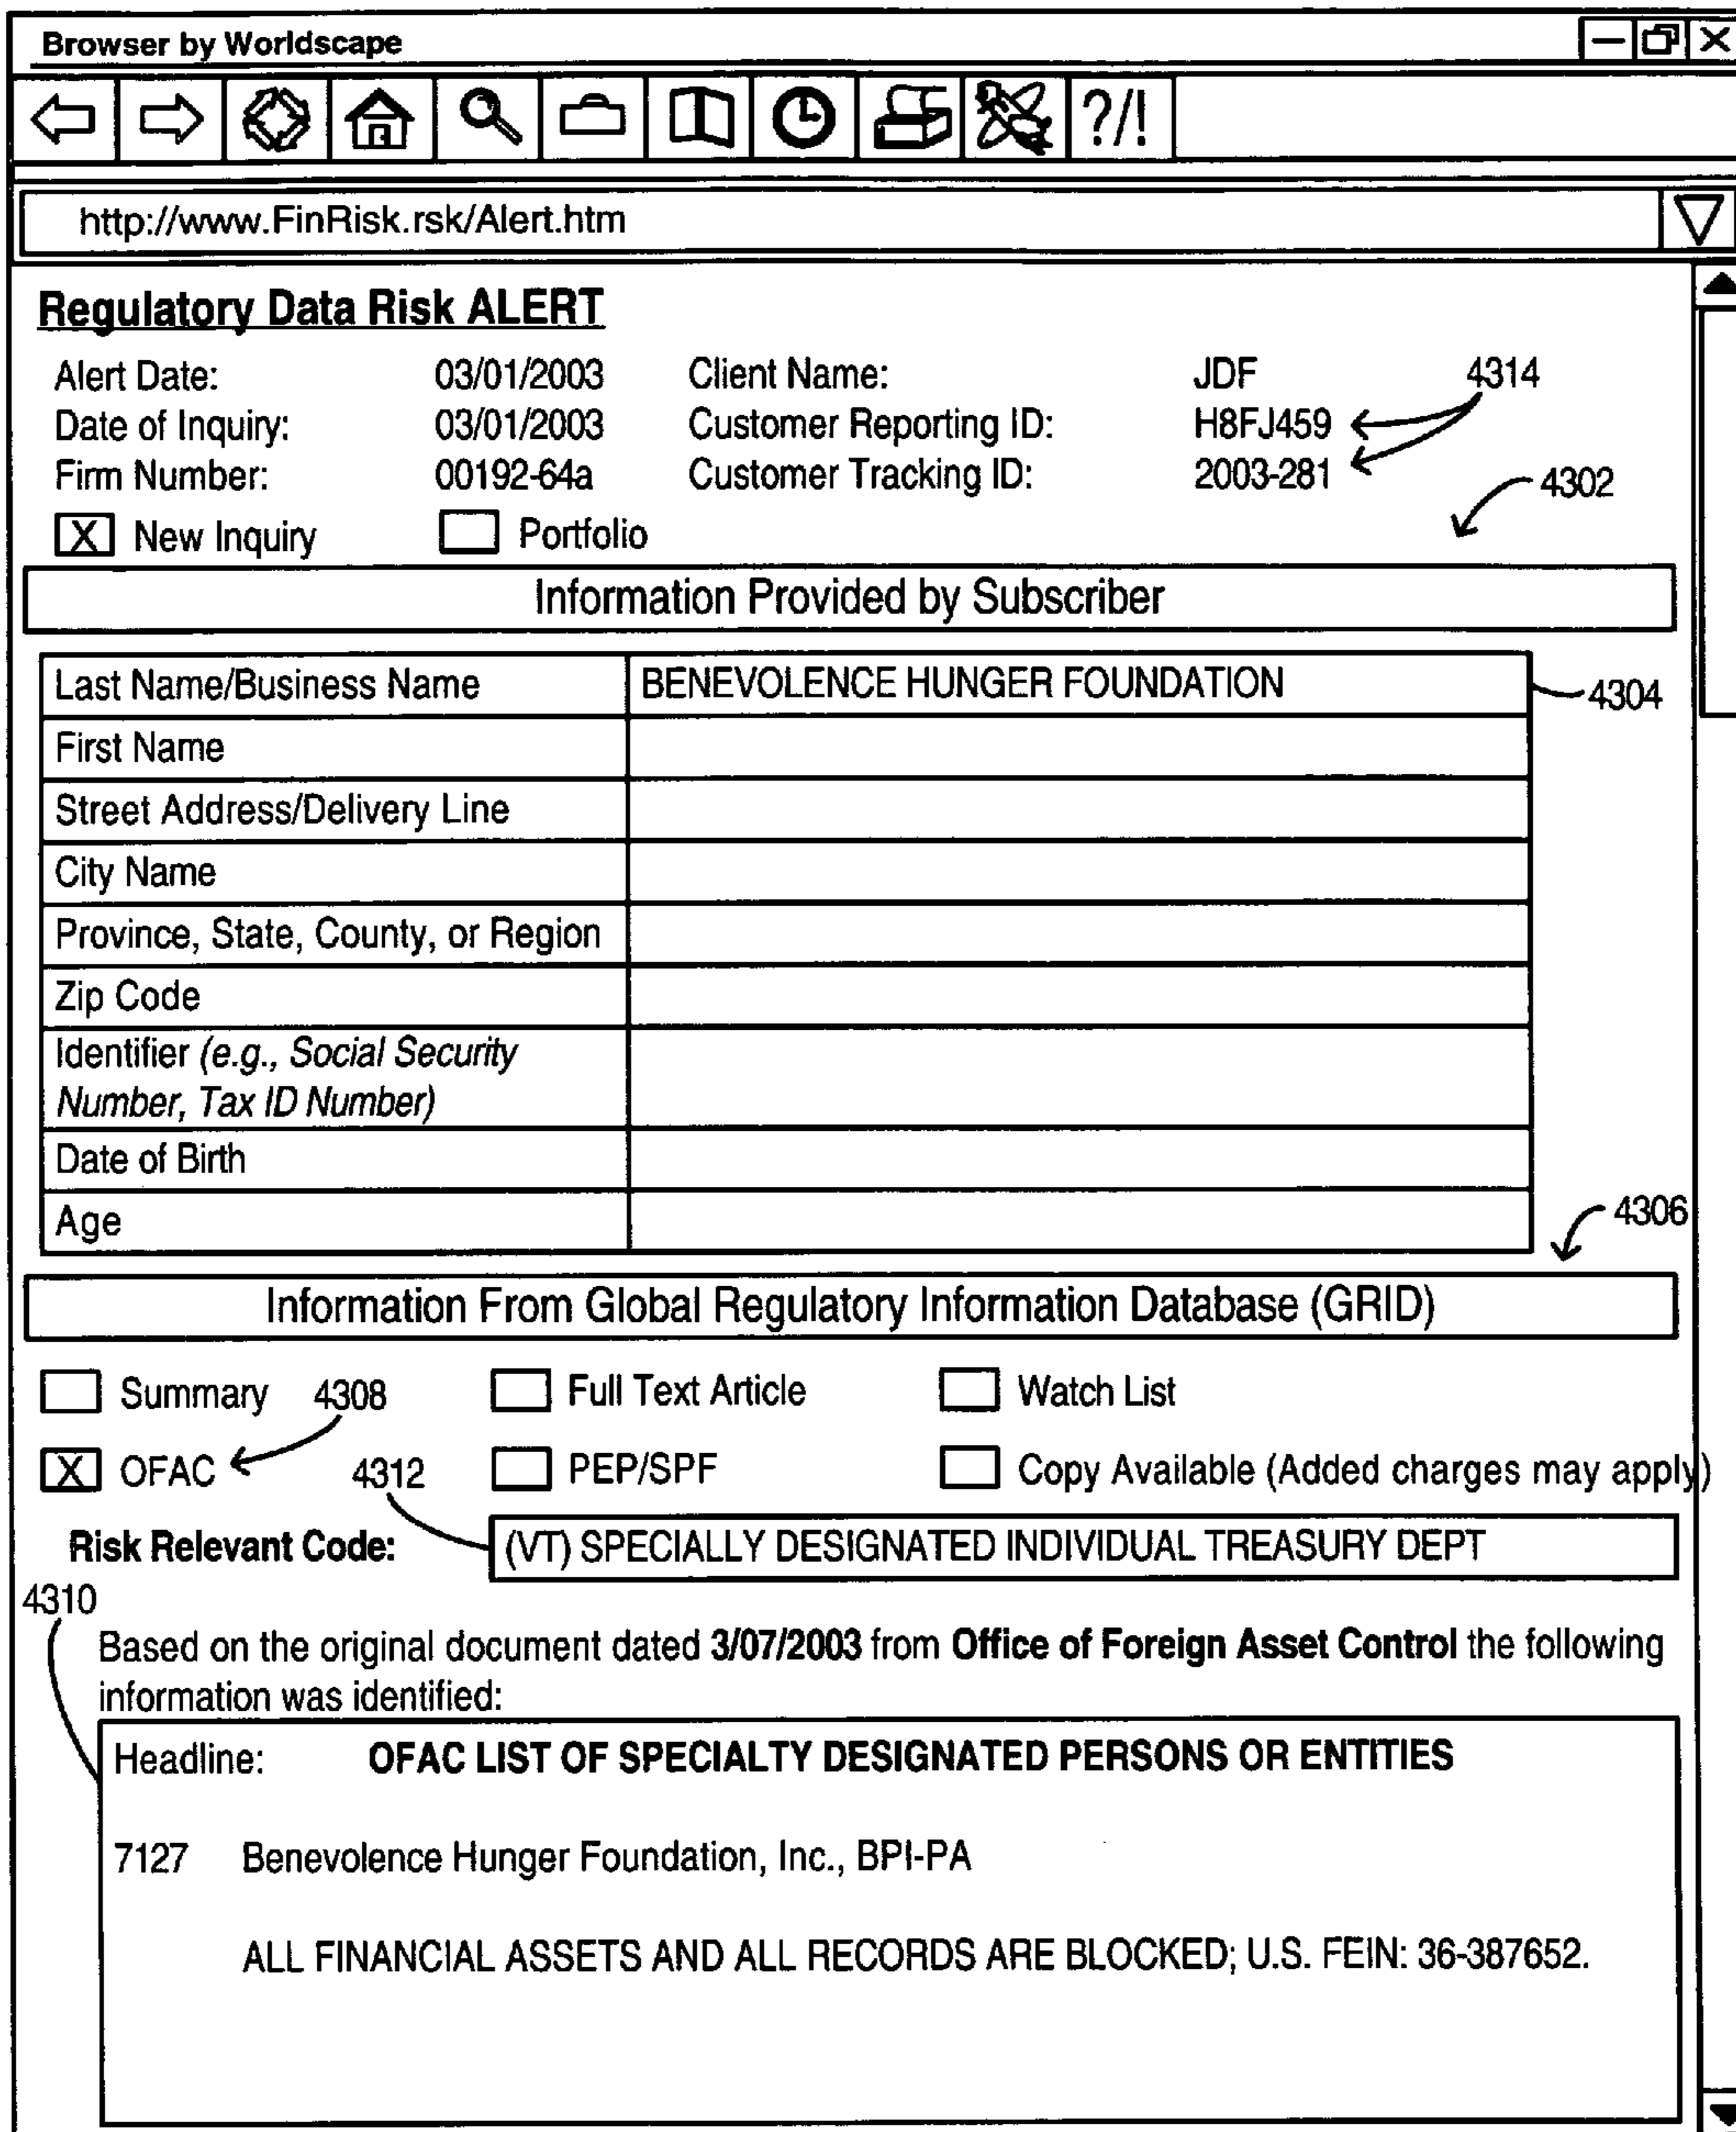 Browser by Worldscape
?/!
http://www.FinRisk.rsk/Alert.htm
Regulatory Data Risk ALERT
Alert Date: 03/01/2003 Client Name: JDF 4314
Date of Inquiry: 03/01/2003 Customer Reporting ID: H8FJ459
Firm Number: 00192-64a Customer Tracking ID: 2003-281 4302
X New Inquiry Portfolio
Information Provided by Subscriber
Last Name/Business Name BENEVOLENCE HUNGER FOUNDATION 4304
First Name
Street Address/Delivery Line
City Name
Province, State, County, or Region
Zip Code
Identifier (e.g., Social Security
Number, Tax ID Number)
Date of Birth
Age 4306
Information From Global Regulatory Information Database (GRID)
Summary 4308 Full Text Article Watch List
X OFAC 4312 PEP/SPF Copy Available (Added charges may apply)
Risk Relevant Code: (VT) SPECIALLY DESIGNATED INDIVIDUAL TREASURY DEPT
4310
Based on the original document dated 3/07/2003 from Office of Foreign Asset Control the following
information was identified:
Headline: OFAC LIST OF SPECIALTY DESIGNATED PERSONS OR ENTITIES
7127 Benevolence Hunger Foundation, Inc., BPI-PA
ALL FINANCIAL ASSETS AND ALL RECORDS ARE BLOCKED; U.S. FEIN: 36-387652.